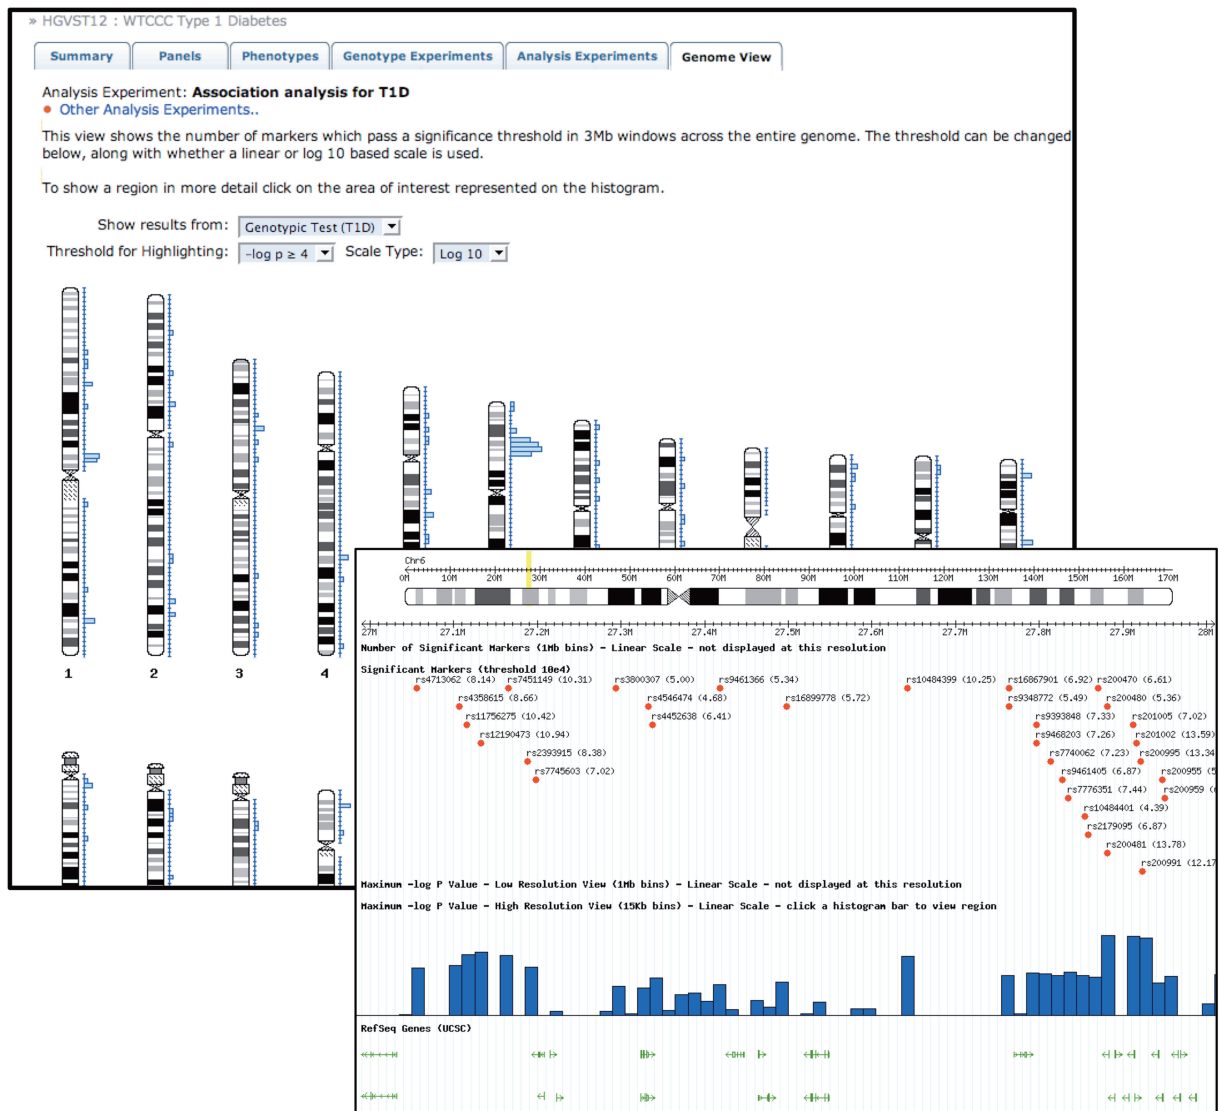 » HGVST12 : WTCCC Type 1 Diabetes
Summary Panels Phenotypes Genotype Experiments Analysis Experiments Genome View
Analysis Experiment: Association analysis for T1D
Other Analysis Experiments..
This view shows the number of markers which pass a significance threshold in 3Mb windows across the entire genome. The threshold can be changed
below, along with whether a linear or log 10 based scale is used.
To show a region in more detail click on the area of interest represented on the histogram.
Show results from: Genotypic Test (T1D)
Threshold for Highlighting: -log p ≥ 4 Scale Type: Log 10
1 2 3 4
Chr6
0M 10M 20M 30M 40M 50M 60M 70M 80M 90M 100M 110M 120M 130M 140M 150M 160M 170M
27M 27.1M 27.2M 27.3M 27.4M 27.5M 27.6M 27.7M 27.8M 27.9M 28M
Number of Significant Markers (1Mb bins) - Linear Scale - not displayed at this resolution
Significant Markers (threshold 10e4)
rs4713062 (8.14) rs7451149 (10.31) rs3800307 (5.00) rs9461366 (5.34) rs10484399 (10.25) rs16867901 (6.92) rs200470 (6.61)
rs4358615 (8.66) rs4546474 (4.68) rs16899778 (5.72) rs9348772 (5.49) rs200480 (5.36)
rs11756275 (10.42) rs4452638 (6.41) rs9393848 (7.33) rs201005 (7.02)
rs12190473 (10.94) rs9468203 (7.26) rs201002 (13.59)
rs2393915 (8.38) rs7740062 (7.23) rs200995 (13.34
rs7745603 (7.02) rs9461405 (6.87) rs200955 (5
rs7776351 (7.44) rs200959 (
rs10484401 (4.39)
rs2179095 (6.87)
rs200481 (13.78)
rs200991 (12.17
Maximum -log P Value - Low Resolution View (1Mb bins) - Linear Scale - not displayed at this resolution
Maximum -log P Value - High Resolution View (15Kb bins) - Linear Scale - click a histogram bar to view region
RefSeq Genes (UCSC)